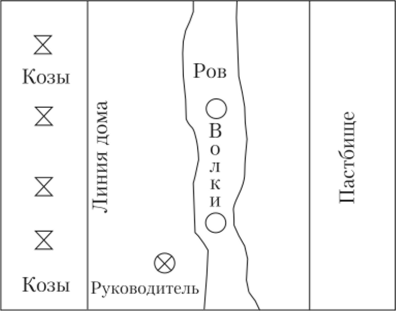 Козы
Козы
Линия дома
Руководитель
Ров
Волки
Пастбище